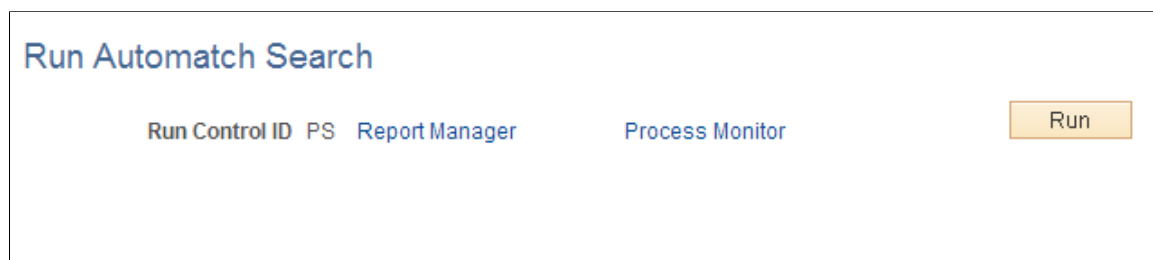 Run Automatch Search
Run Control ID PS Report Manager Process Monitor Run